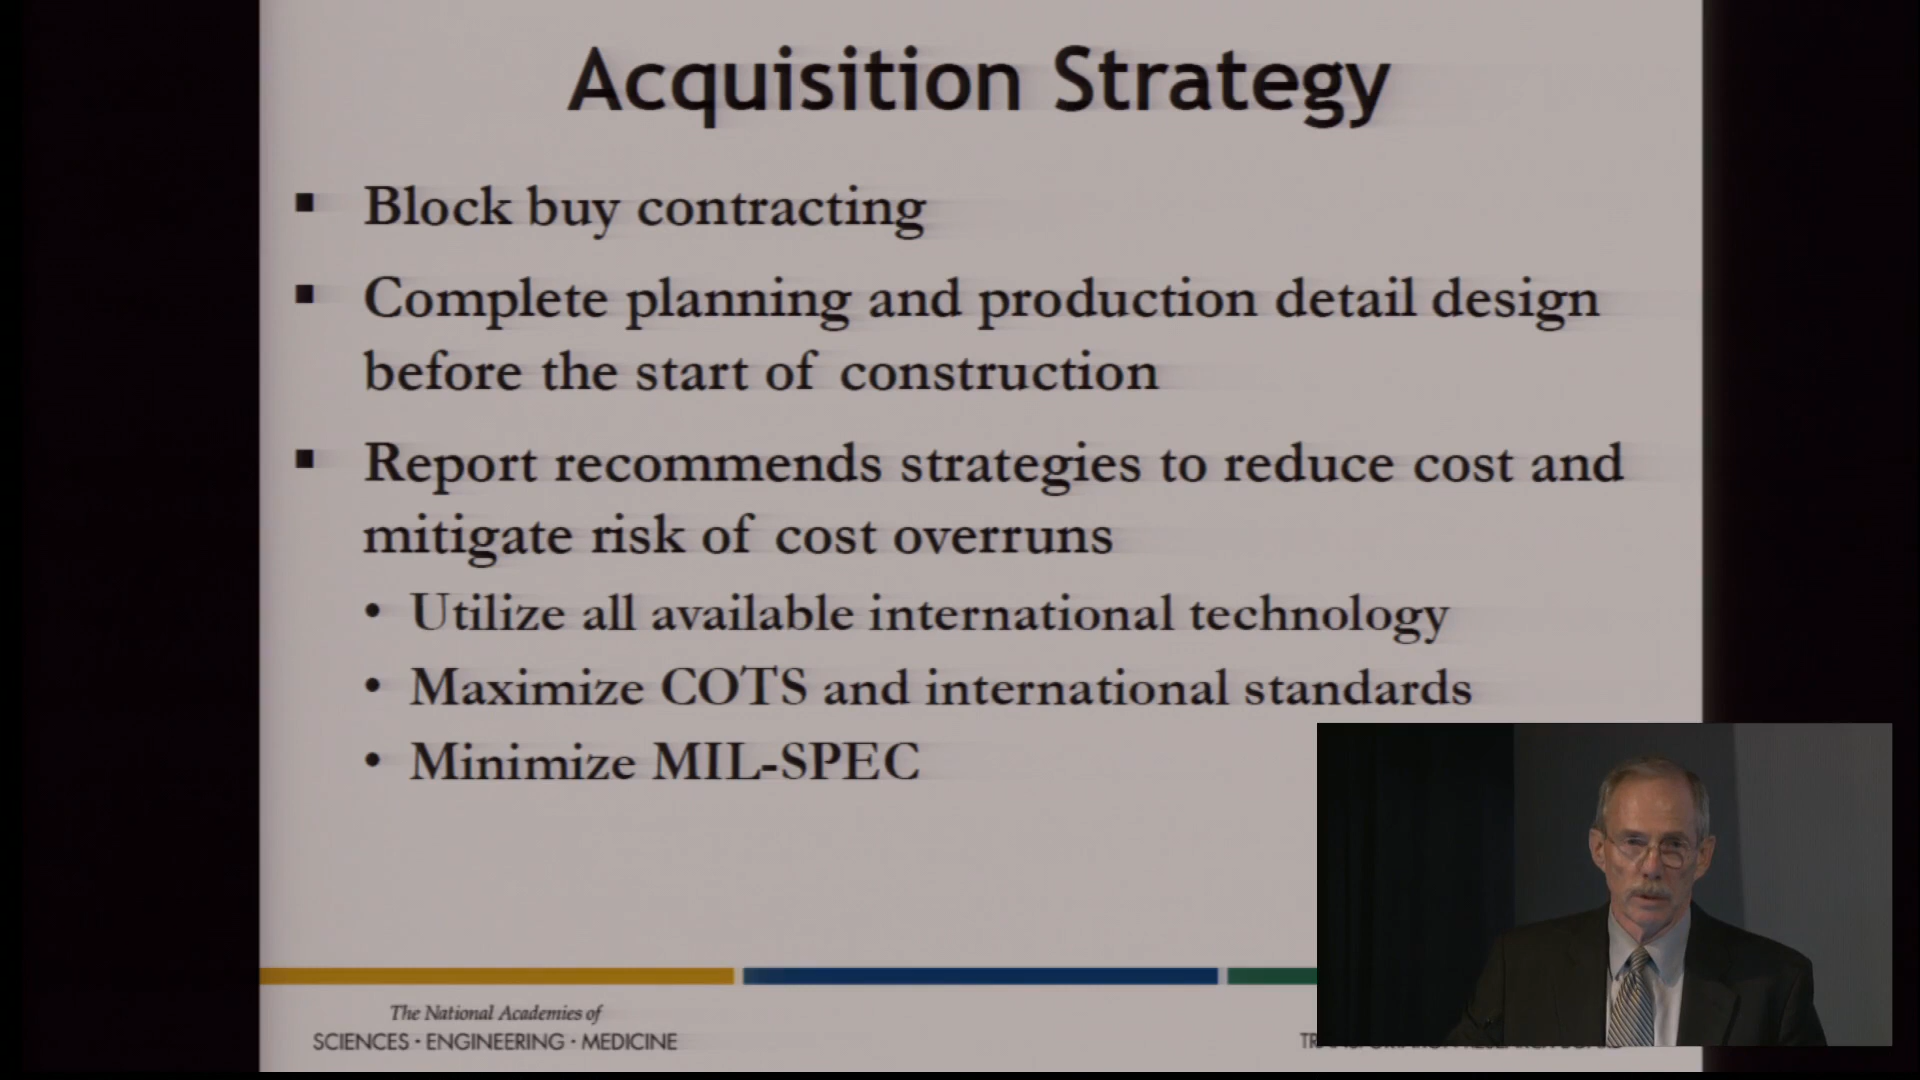 Acquisition Strategy
▪ Block buy contracting
▪ Complete planning and production detail design
before the start of construction
▪ Report recommends strategies to reduce cost and
mitigate risk of cost overruns
• Utilize all available international technology
• Maximize COTS and international standards
• Minimize MIL-SPEC
The National Academies of
SCIENCES · ENGINEERING · MEDICINE